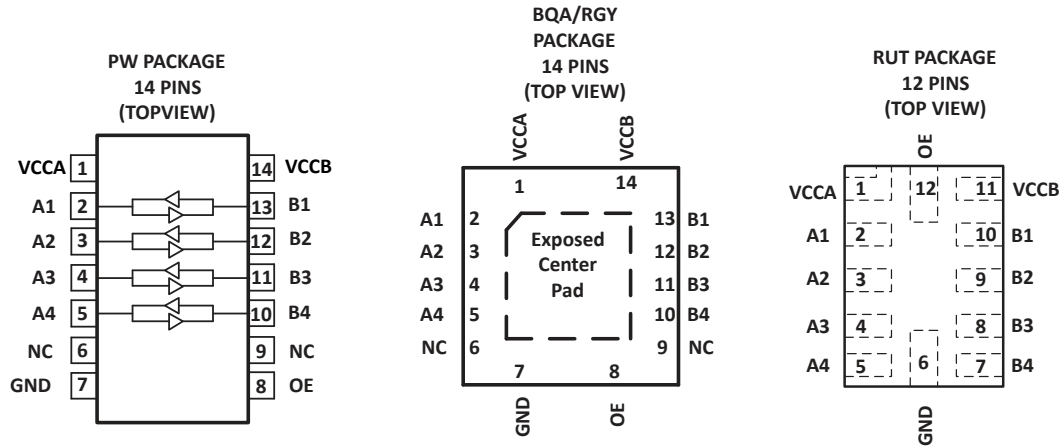 PW PACKAGE
14 PINS
(TOPVIEW)
VCCA 1 14 VCCB
A1 2 13 B1
A2 3 12 B2
A3 4 11 B3
A4 5 10 B4
NC 6 9 NC
GND 7 8 OE
BQA/RGY
PACKAGE
14 PINS
(TOP VIEW)
VCCA VCCB
1 14
A1 2 13 B1
A2 3 12 B2
A3 4 11 B3
A4 5 10 B4
NC 6 9 NC
Exposed
Center
Pad
7 8
GND OE
RUT PACKAGE
12 PINS
(TOP VIEW)
OE
VCCA 1 12 11 VCCB
A1 2 10 B1
A2 3 9 B2
A3 4 8 B3
A4 5 6 7 B4
GND